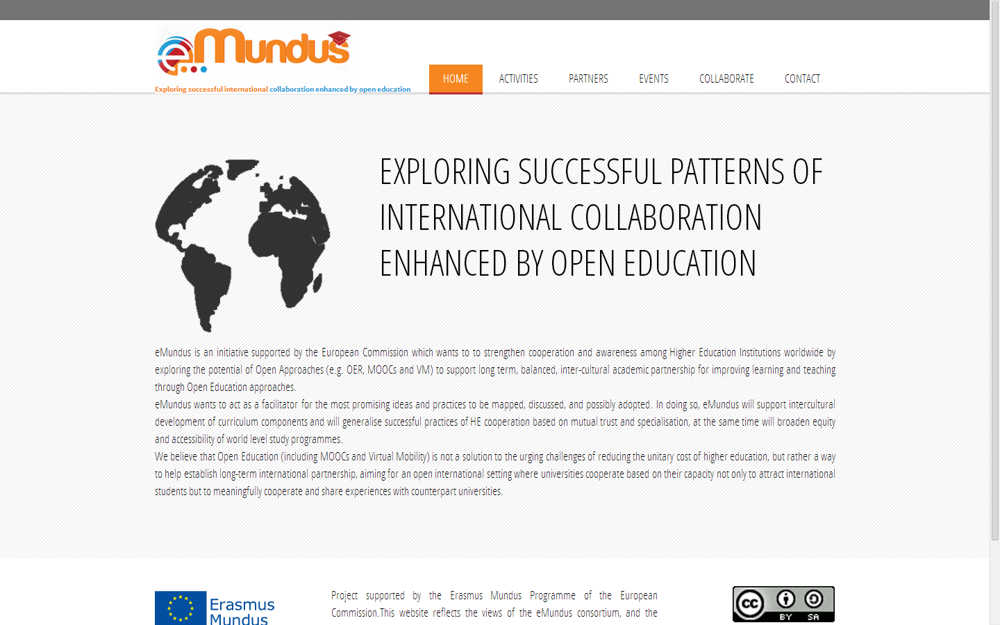 eMundus
Exploring successful international collaboration enhanced by open education
HOME ACTIVITIES PARTNERS EVENTS COLLABORATE CONTACT
EXPLORING SUCCESSFUL PATTERNS OF
INTERNATIONAL COLLABORATION
ENHANCED BY OPEN EDUCATION
eMundus is an initiative supported by the European Commission which wants to to strengthen cooperation and awareness among Higher Education Institutions worldwide by
exploring the potential of Open Approaches (e.g. OER, MOOCs and VM) to support long term, balanced, inter-cultural academic partnership for improving learning and teaching
through Open Education approaches.
eMundus wants to act as a facilitator for the most promising ideas and practices to be mapped, discussed, and possibly adopted. In doing so, eMundus will support intercultural
development of curriculum components and will generalise successful practices of HE cooperation based on mutual trust and specialisation, at the same time will broaden equity
and accessibility of world level study programmes.
We believe that Open Education (including MOOCs and Virtual Mobility) is not a solution to the urging challenges of reducing the unitary cost of higher education, but rather a way
to help establish long-term international partnership, aiming for an open international setting where universities cooperate based on their capacity not only to attract international
students but to meaningfully cooperate and share experiences with counterpart universities.
Erasmus
Mundus
Project supported by the Erasmus Mundus Programme of the European
Commission.This website reflects the views of the eMundus consortium, and the
cc
BY SA